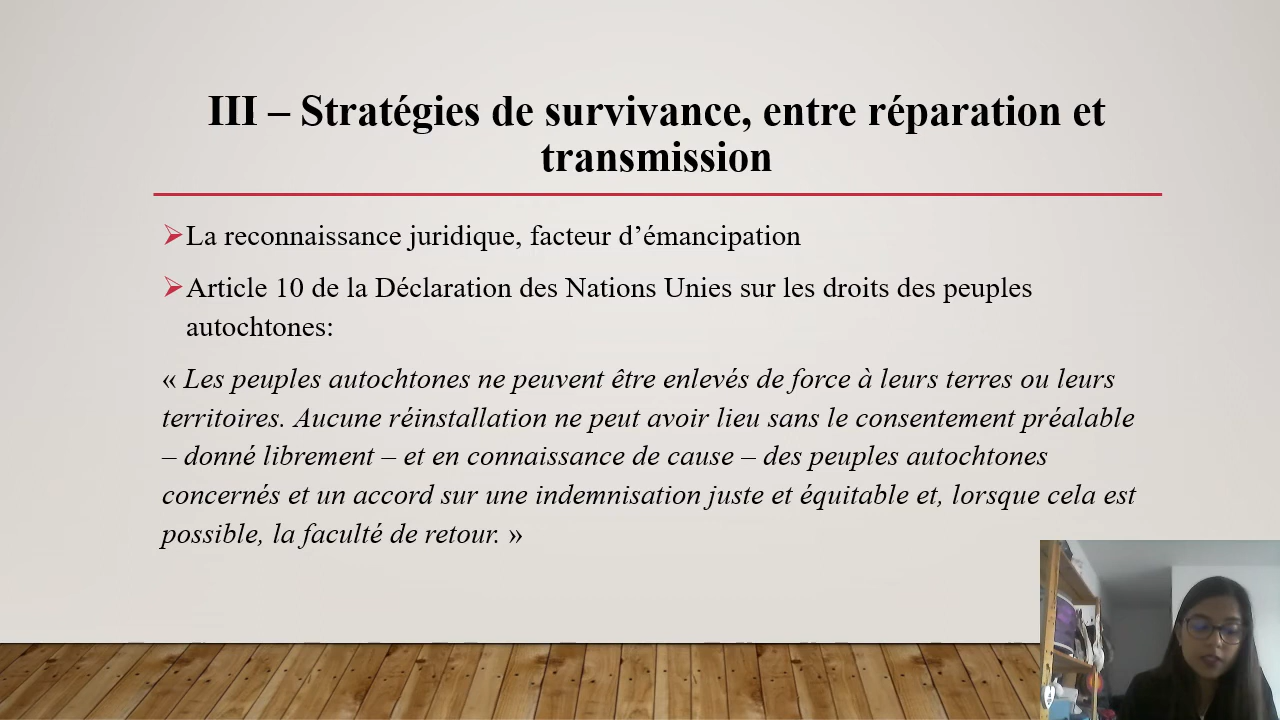 III – Stratégies de survivance, entre réparation et
transmission
La reconnaissance juridique, facteur d’émancipation
Article 10 de la Déclaration des Nations Unies sur les droits des peuples
autochtones:
« Les peuples autochtones ne peuvent être enlevés de force à leurs terres ou leurs
territoires. Aucune réinstallation ne peut avoir lieu sans le consentement préalable
– donné librement – et en connaissance de cause – des peuples autochtones
concernés et un accord sur une indemnisation juste et équitable et, lorsque cela est
possible, la faculté de retour. »